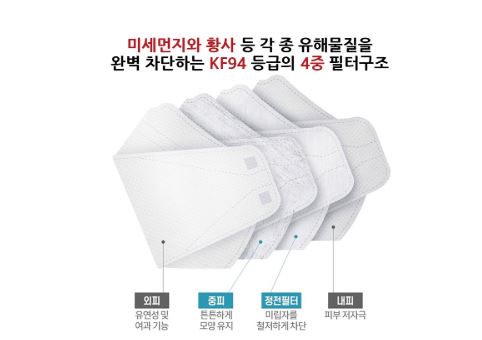 미세먼지와 황사 등 각 종 유해물질을
완벽 차단하는 KF94 등급의 4중 필터구조
외피
유연성 및
여과 기능
중피
튼튼하게
모양 유지
정전필터
미립자를
철저하게 차단
내피
피부 저자극